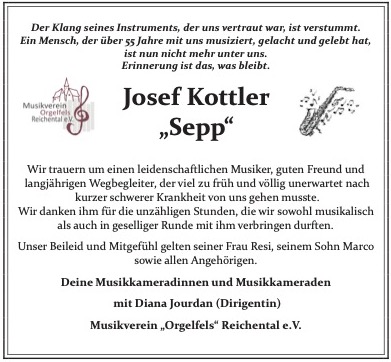 Der Klang seines Instruments, der uns vertraut war, ist verstummt.
Ein Mensch, der über 55 Jahre mit uns musiziert, gelacht und gelebt hat,
ist nun nicht mehr unter uns.
Erinnerung ist das, was bleibt.
Musikverein
Orgelfels
Reichental e.V.
Josef Kottler
„Sepp“
Wir trauern um einen leidenschaftlichen Musiker, guten Freund und
langjährigen Wegbegleiter, der viel zu früh und völlig unerwartet nach
kurzer schwerer Krankheit von uns gehen musste.
Wir danken ihm für die unzähligen Stunden, die wir sowohl musikalisch
als auch in geselliger Runde mit ihm verbringen durften.
Unser Beileid und Mitgefühl gelten seiner Frau Resi, seinem Sohn Marco
sowie allen Angehörigen.
Deine Musikkameradinnen und Musikkameraden
mit Diana Jourdan (Dirigentin)
Musikverein „Orgelfels“ Reichental e.V.